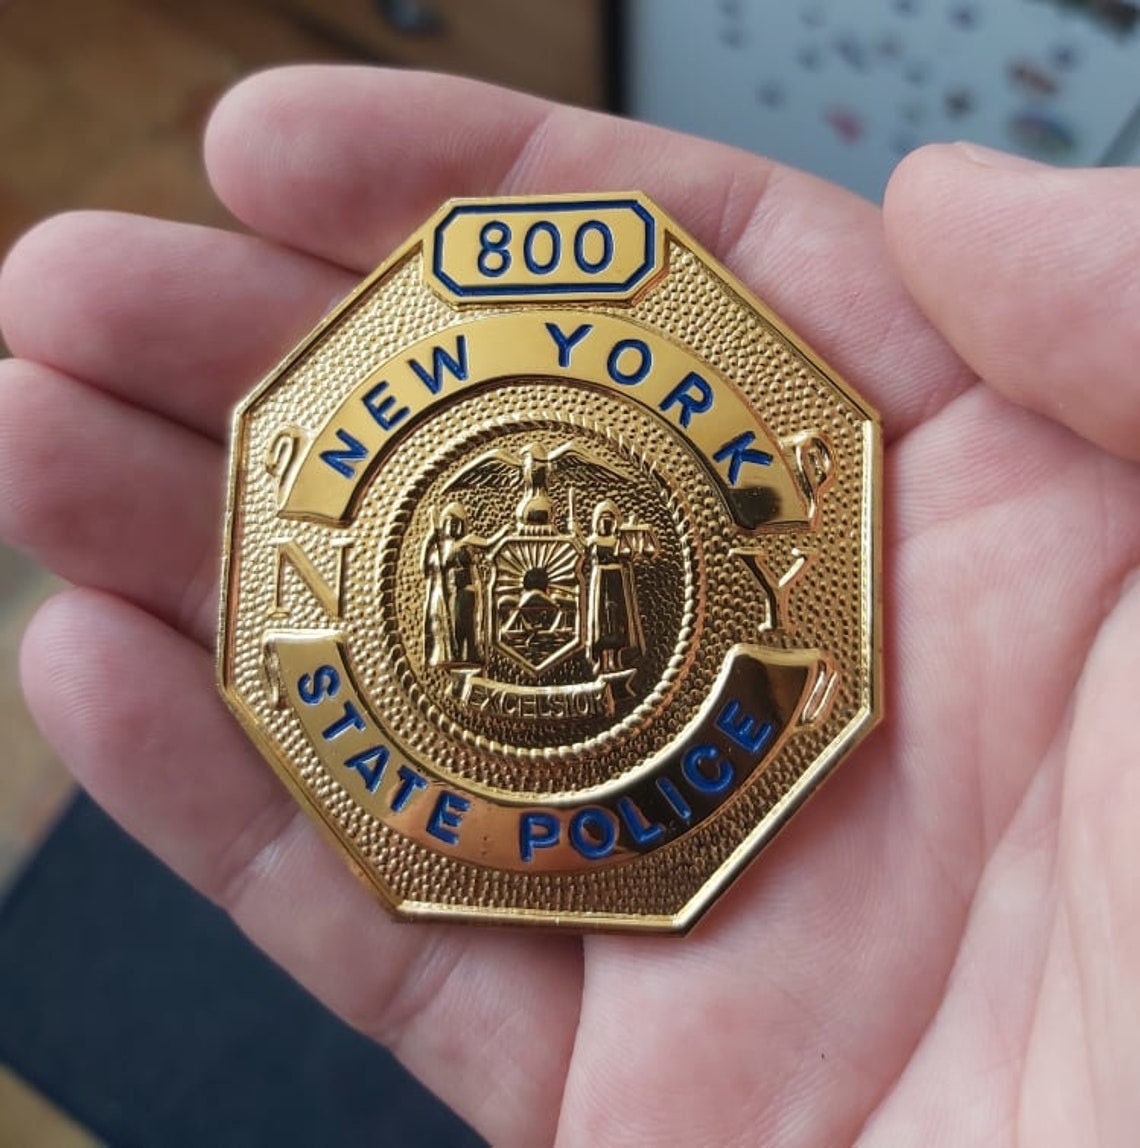 800
NEW YORK
N Y
EXCELSIOR
STATE POLICE